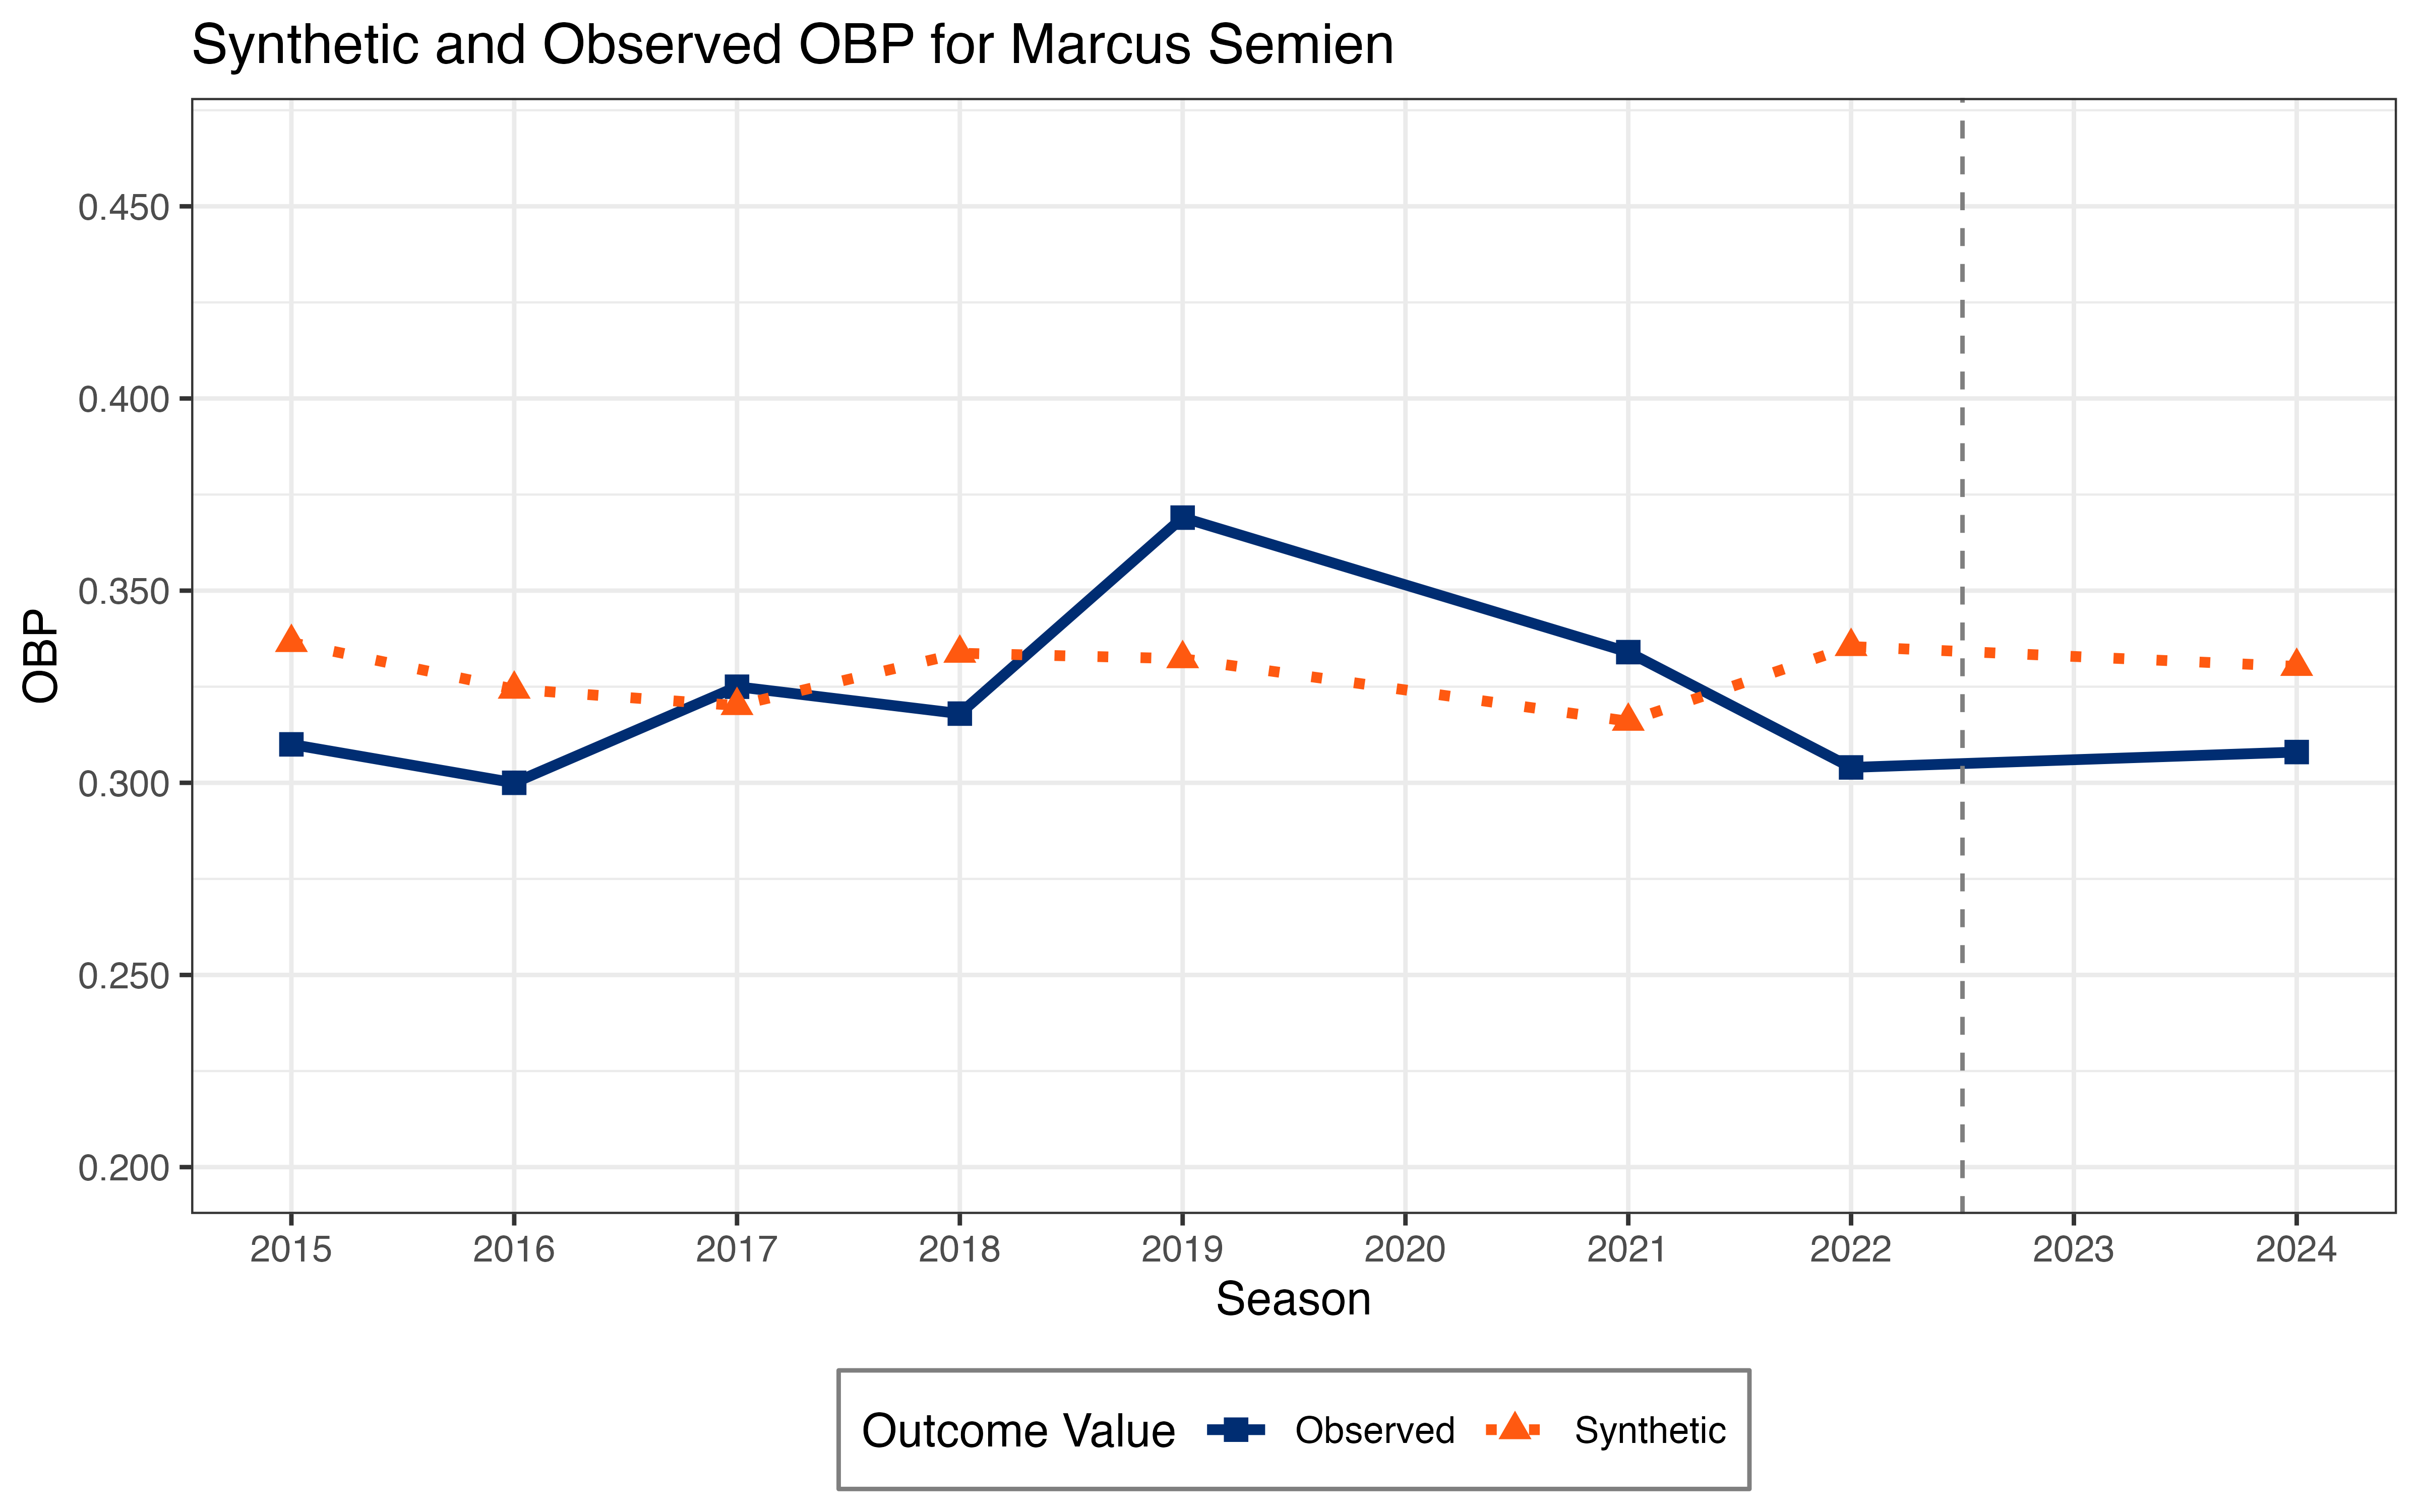 Synthetic and Observed OBP for Marcus Semien
OBP
0.450
0.400
0.350
0.300
0.250
0.200
2015 2016 2017 2018 2019 2020 2021 2022 2023 2024
Season
Outcome Value Observed Synthetic